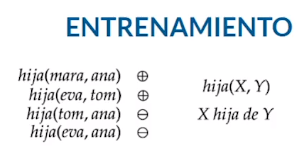 ENTRENAMIENTO
hija(mara, ana) ⊕
hija(eva, tom) ⊕
hija(tom, ana) ⊖
hija(eva, ana) ⊖
hija(X, Y)
X hija de Y